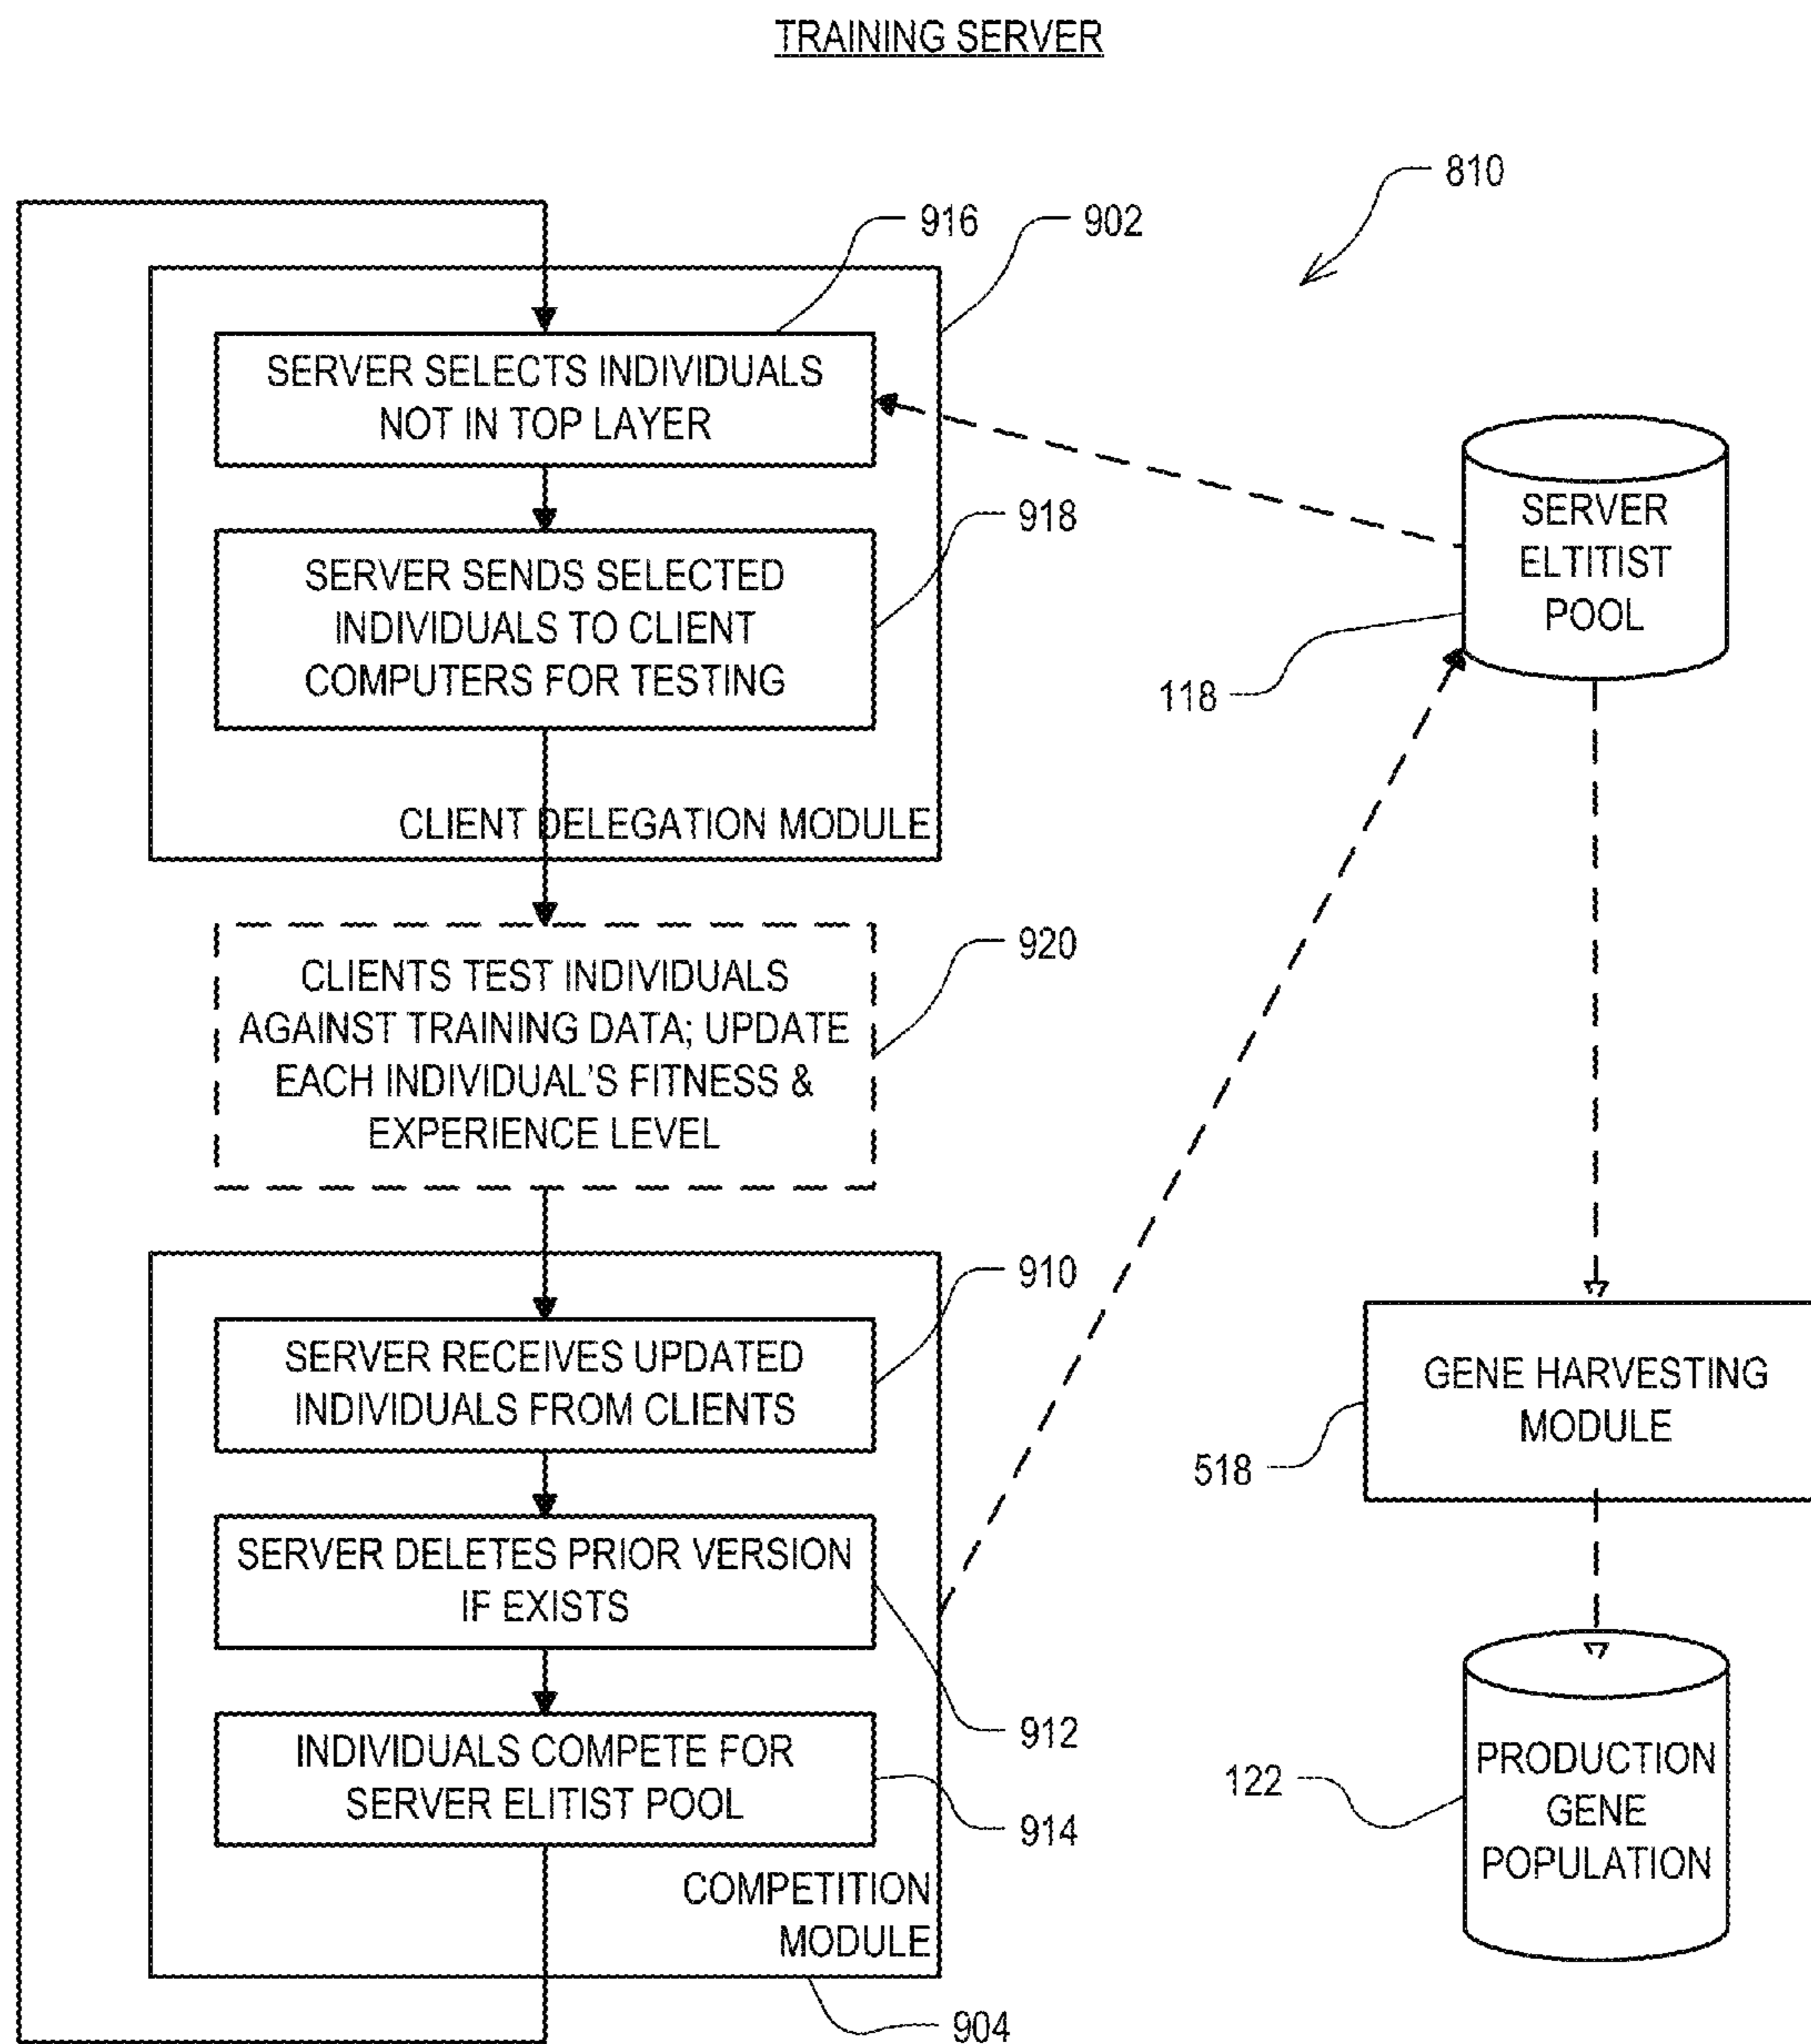 TRAINING SERVER
810
916
902
SERVER SELECTS INDIVIDUALS
NOT IN TOP LAYER
918
SERVER SENDS SELECTED
INDIVIDUALS TO CLIENT
COMPUTERS FOR TESTING
CLIENT DELEGATION MODULE
SERVER
ELTITIST
POOL
118
920
CLIENTS TEST INDIVIDUALS
AGAINST TRAINING DATA; UPDATE
EACH INDIVIDUAL'S FITNESS &
EXPERIENCE LEVEL
910
SERVER RECEIVES UPDATED
INDIVIDUALS FROM CLIENTS
SERVER DELETES PRIOR VERSION
IF EXISTS
912
INDIVIDUALS COMPETE FOR
SERVER ELITIST POOL
914
COMPETITION
MODULE
904
GENE HARVESTING
MODULE
518
PRODUCTION
GENE
POPULATION
122